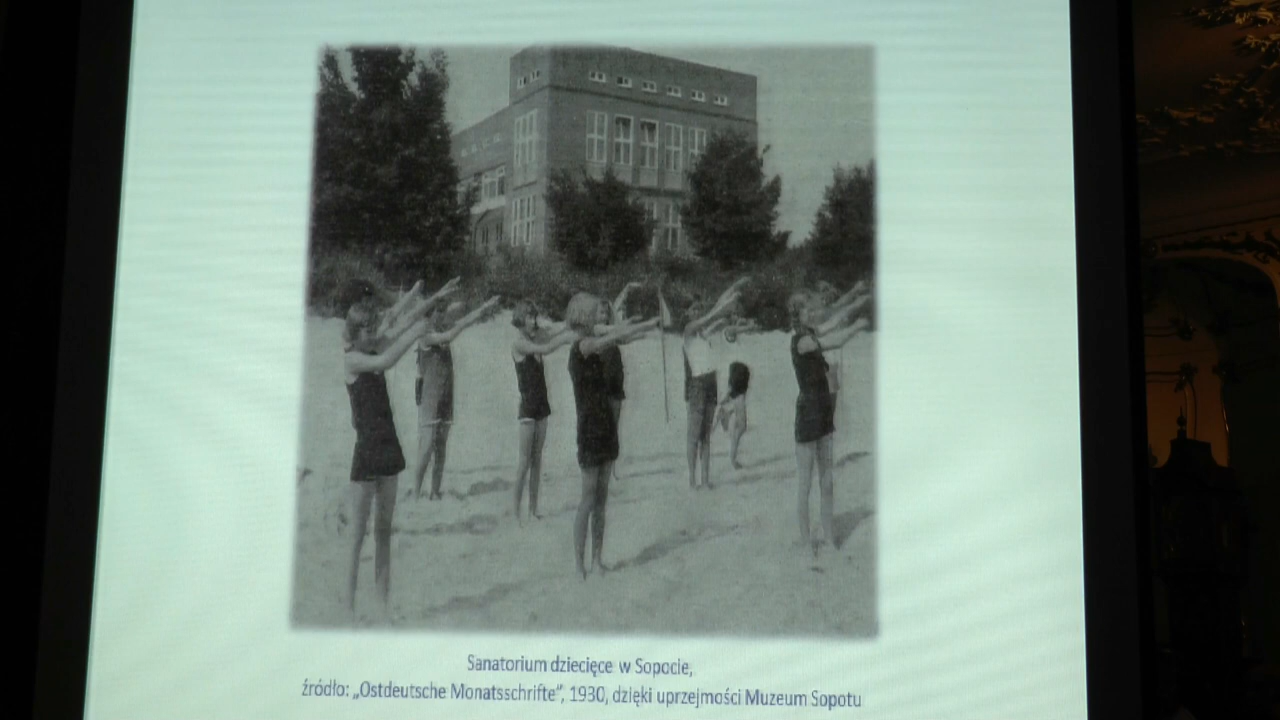 Sanatorium dziecięce w Sopocie,
źródło: „Ostdeutsche Monatsschrifte”, 1930, dzięki uprzejmości Muzeum Sopotu